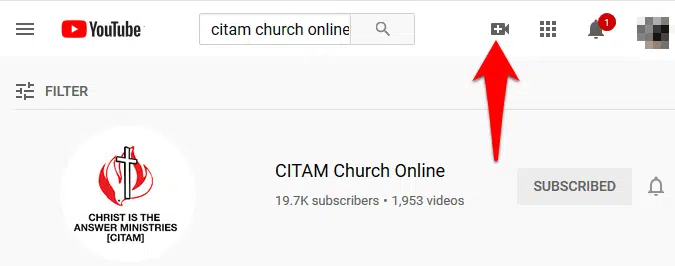 YouTube citam church online 1
FILTER
CITAM Church Online
19.7K subscribers • 1,953 videos
SUBSCRIBED
CHRIST IS THE
ANSWER MINISTRIES
[CITAM]